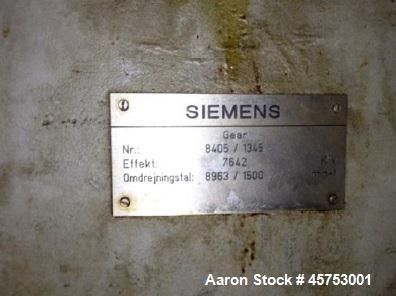 SIEMENS
Gear
Nr.: 8405 / 1345
Effekt: 7642
Omdrejningstal: 8963 / 1500
Aaron Stock # 45753001